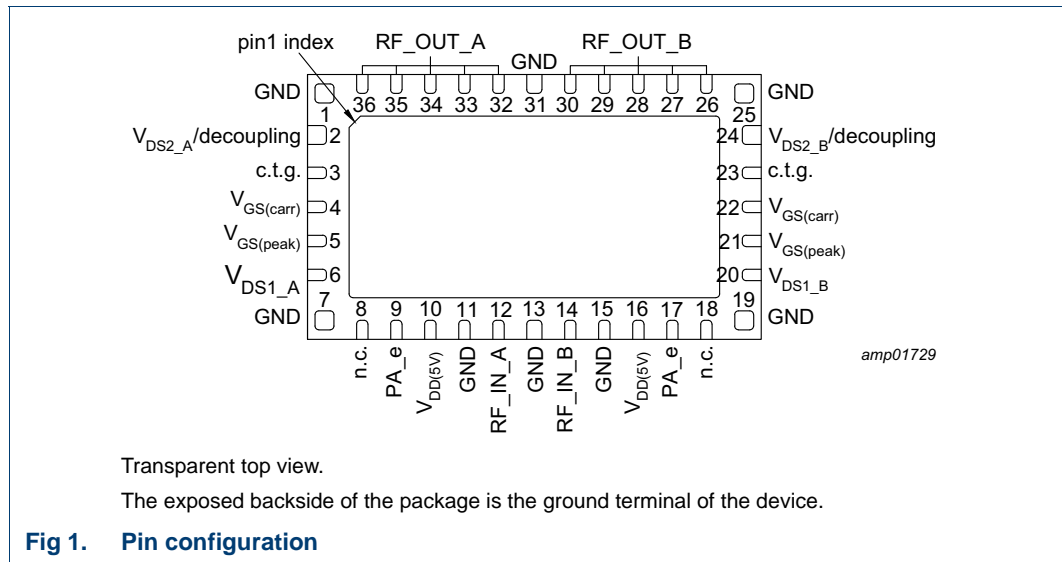 pin1 index RF_OUT_A GND RF_OUT_B
GND 36 35 34 33 32 31 30 29 28 27 26 GND
1 25
V_DS2_A/decoupling 2 24 V_DS2_B/decoupling
c.t.g. 3 23 c.t.g.
V_GS(carr) 4 22 V_GS(carr)
V_GS(peak) 5 21 V_GS(peak)
V_DS1_A 6 20 V_DS1_B
7 8 9 10 11 12 13 14 15 16 17 18 19
GND GND
n.c. PA_e V_DD(5V) GND RF_IN_A GND RF_IN_B GND V_DD(5V) PA_e n.c.
amp01729
Transparent top view.
The exposed backside of the package is the ground terminal of the device.
Fig 1. Pin configuration